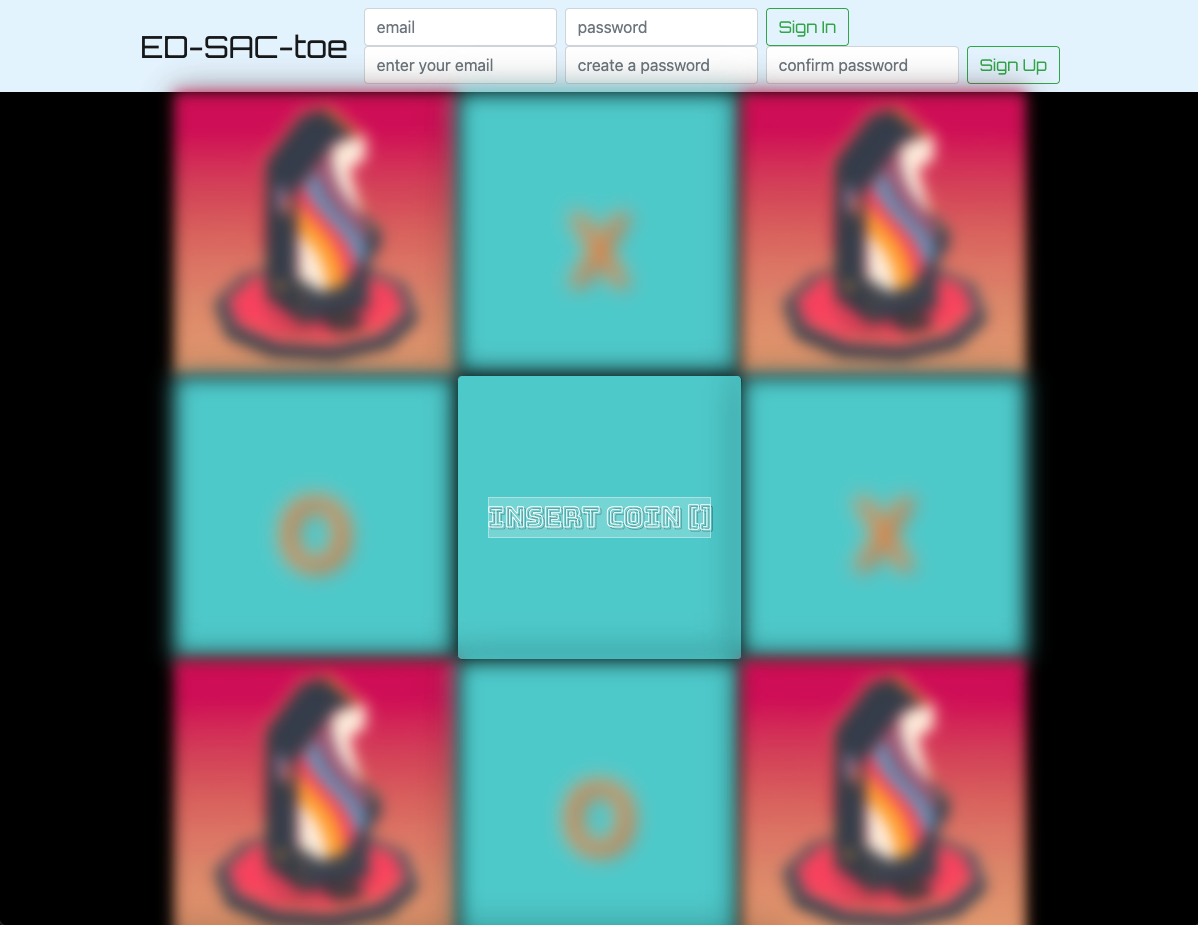 ED-SAC-toe
email password Sign In
enter your email create a password confirm password Sign Up
X
O
INSERT COIN []
X
O